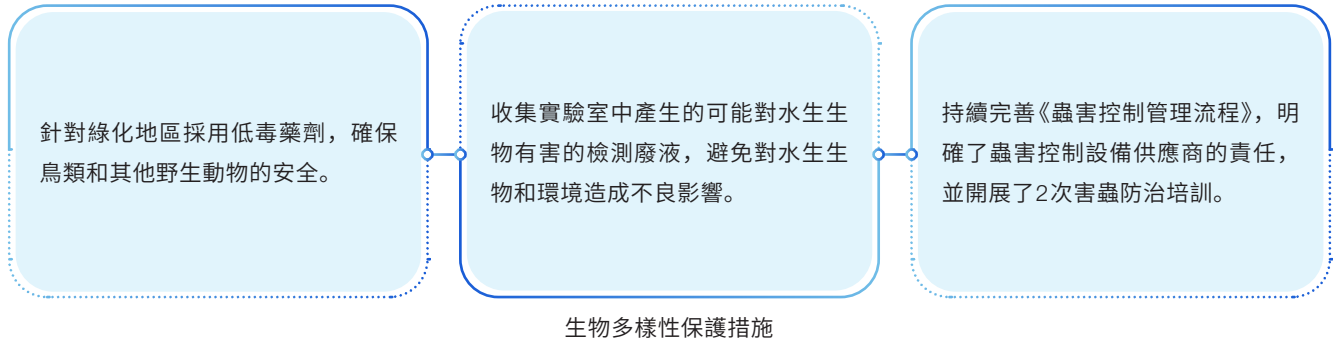 針對綠化地區採用低毒藥劑，確保
鳥類和其他野生動物的安全。
收集實驗室中產生的可能對水生生
物有害的檢測廢液，避免對水生生
物和環境造成不良影響。
持續完善《蟲害控制管理流程》，明
確了蟲害控制設備供應商的責任，
並開展了2次害蟲防治培訓。
生物多樣性保護措施